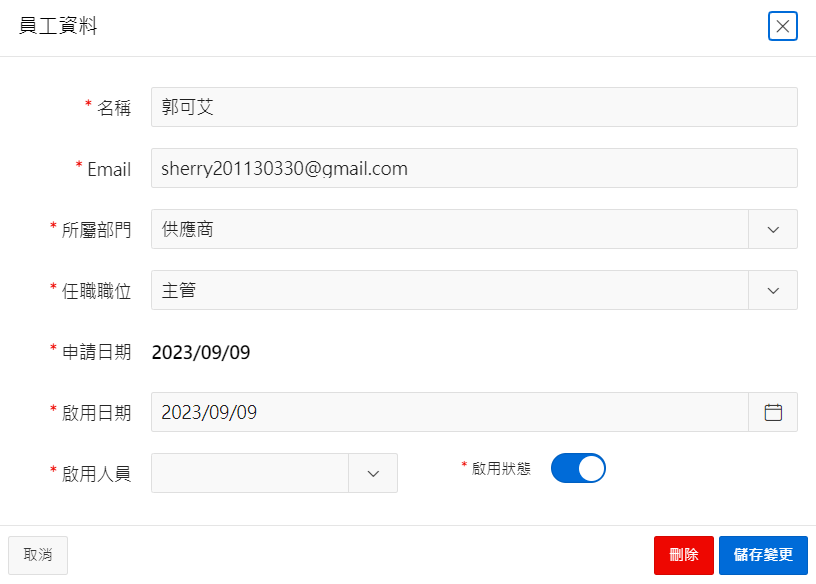 員工資料
* 名稱 郭可艾
* Email sherry201130330@gmail.com
* 所屬部門 供應商
* 任職職位 主管
* 申請日期 2023/09/09
* 啟用日期 2023/09/09
* 啟用人員 * 啟用狀態
取消 刪除 儲存變更